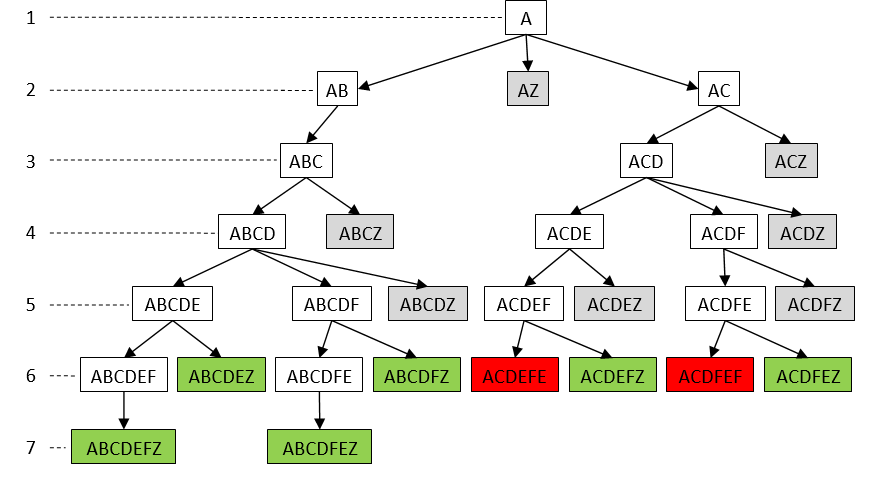 1 A
2 AB AZ AC
3 ABC ACD ACZ
4 ABCD ABCZ ACDE ACDF ACDZ
5 ABCDE ABCDF ABCDZ ACDEF ACDEZ ACDFE ACDFZ
6 ABCDEF ABCDEZ ABCDFE ABCDFZ ACDEFE ACDEFZ ACDFEF ACDFEZ
7 ABCDEFZ ABCDFEZ